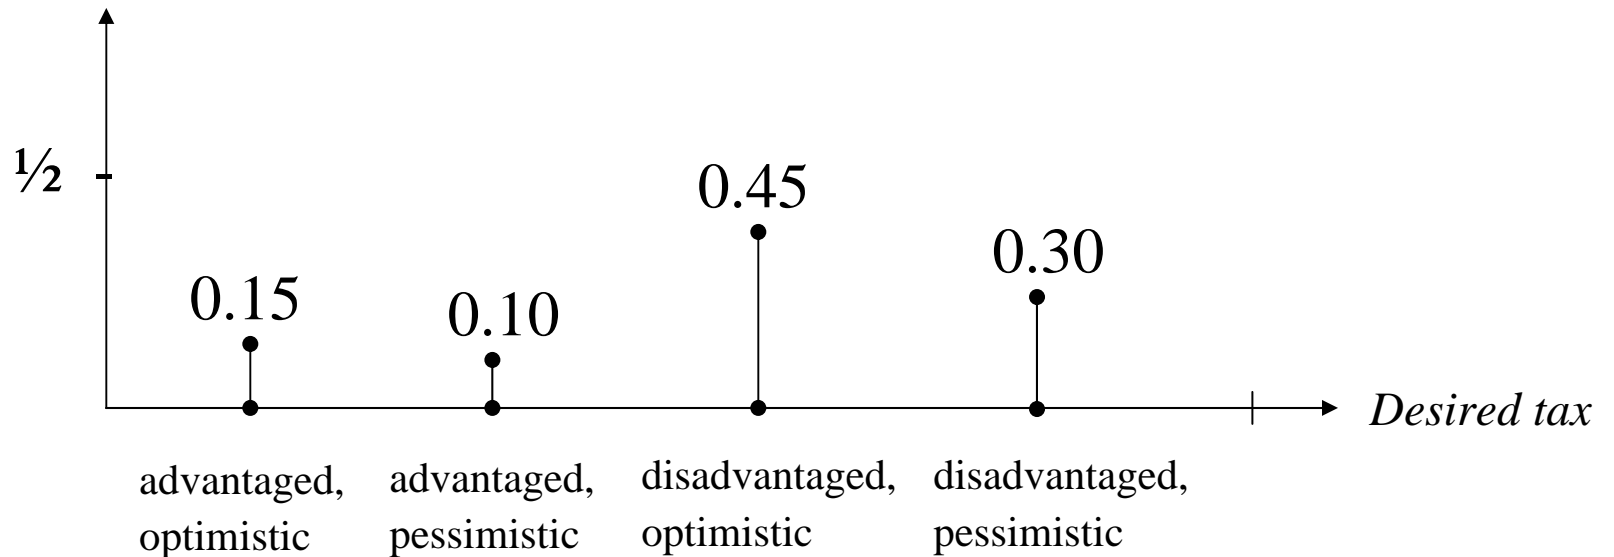 ½
0.45
0.30
0.15
0.10
Desired tax
advantaged,
optimistic
advantaged,
pessimistic
disadvantaged,
optimistic
disadvantaged,
pessimistic